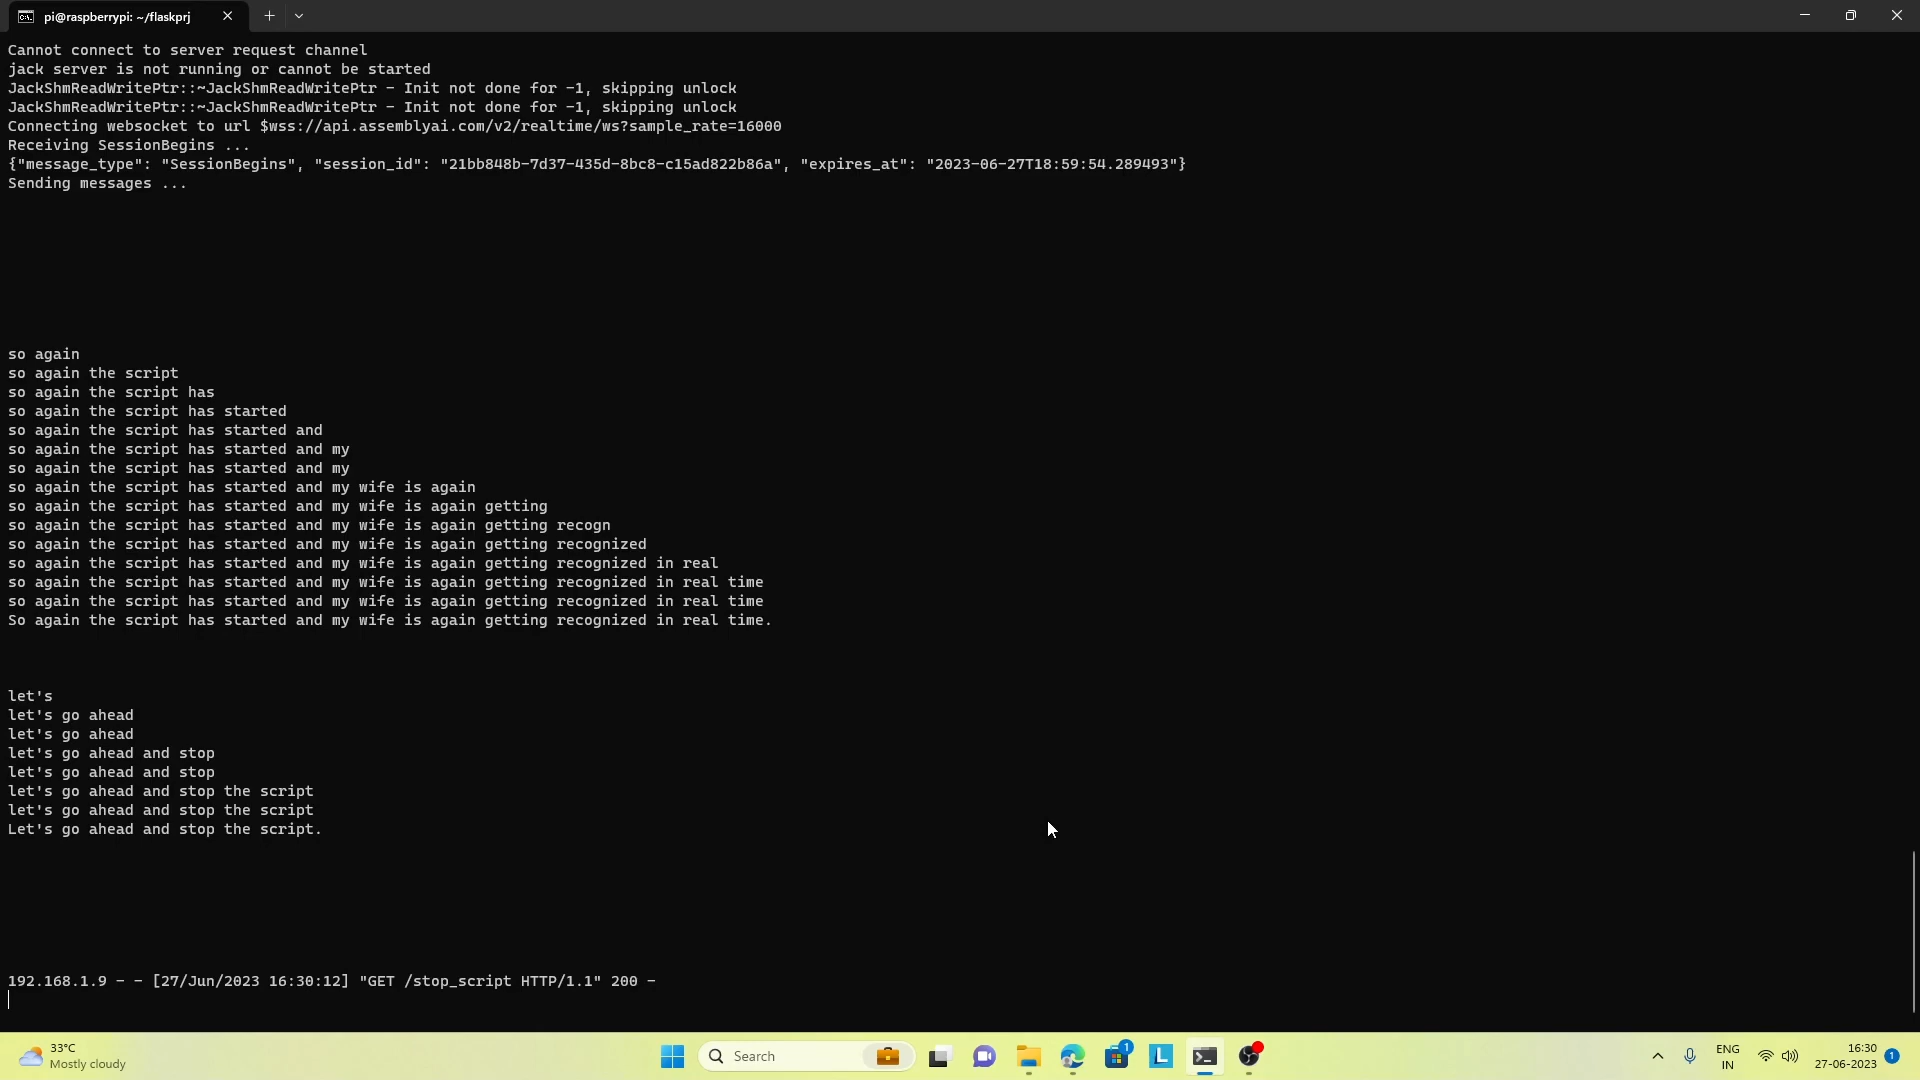 pi@raspberrypi: ~/flaskprj
Cannot connect to server request channel
jack server is not running or cannot be started
JackShmReadWritePtr::~JackShmReadWritePtr - Init not done for -1, skipping unlock
JackShmReadWritePtr::~JackShmReadWritePtr - Init not done for -1, skipping unlock
Connecting websocket to url $wss://api.assemblyai.com/v2/realtime/ws?sample_rate=16000
Receiving SessionBegins ...
{"message_type": "SessionBegins", "session_id": "21bb848b-7d37-435d-8bc8-c15ad822b86a", "expires_at": "2023-06-27T18:59:54.289493"}
Sending messages ...
so again
so again the script
so again the script has
so again the script has started
so again the script has started and
so again the script has started and my
so again the script has started and my
so again the script has started and my wife is again
so again the script has started and my wife is again getting
so again the script has started and my wife is again getting recogn
so again the script has started and my wife is again getting recognized
so again the script has started and my wife is again getting recognized in real
so again the script has started and my wife is again getting recognized in real time
so again the script has started and my wife is again getting recognized in real time
So again the script has started and my wife is again getting recognized in real time.
let's
let's go ahead
let's go ahead
let's go ahead and stop
let's go ahead and stop
let's go ahead and stop the script
let's go ahead and stop the script
Let's go ahead and stop the script.
192.168.1.9 - - [27/Jun/2023 16:30:12] "GET /stop_script HTTP/1.1" 200 -
33°C
Mostly cloudy
Search
1
L
ENG
IN
16:30
27-06-2023
1